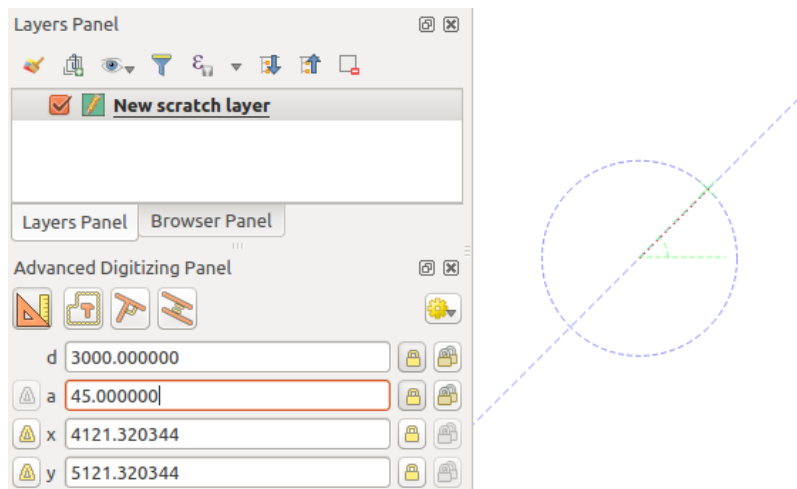 Layers Panel
New scratch layer
Layers Panel Browser Panel
Advanced Digitizing Panel
d 3000.000000
a 45.000000
x 4121.320344
y 5121.320344